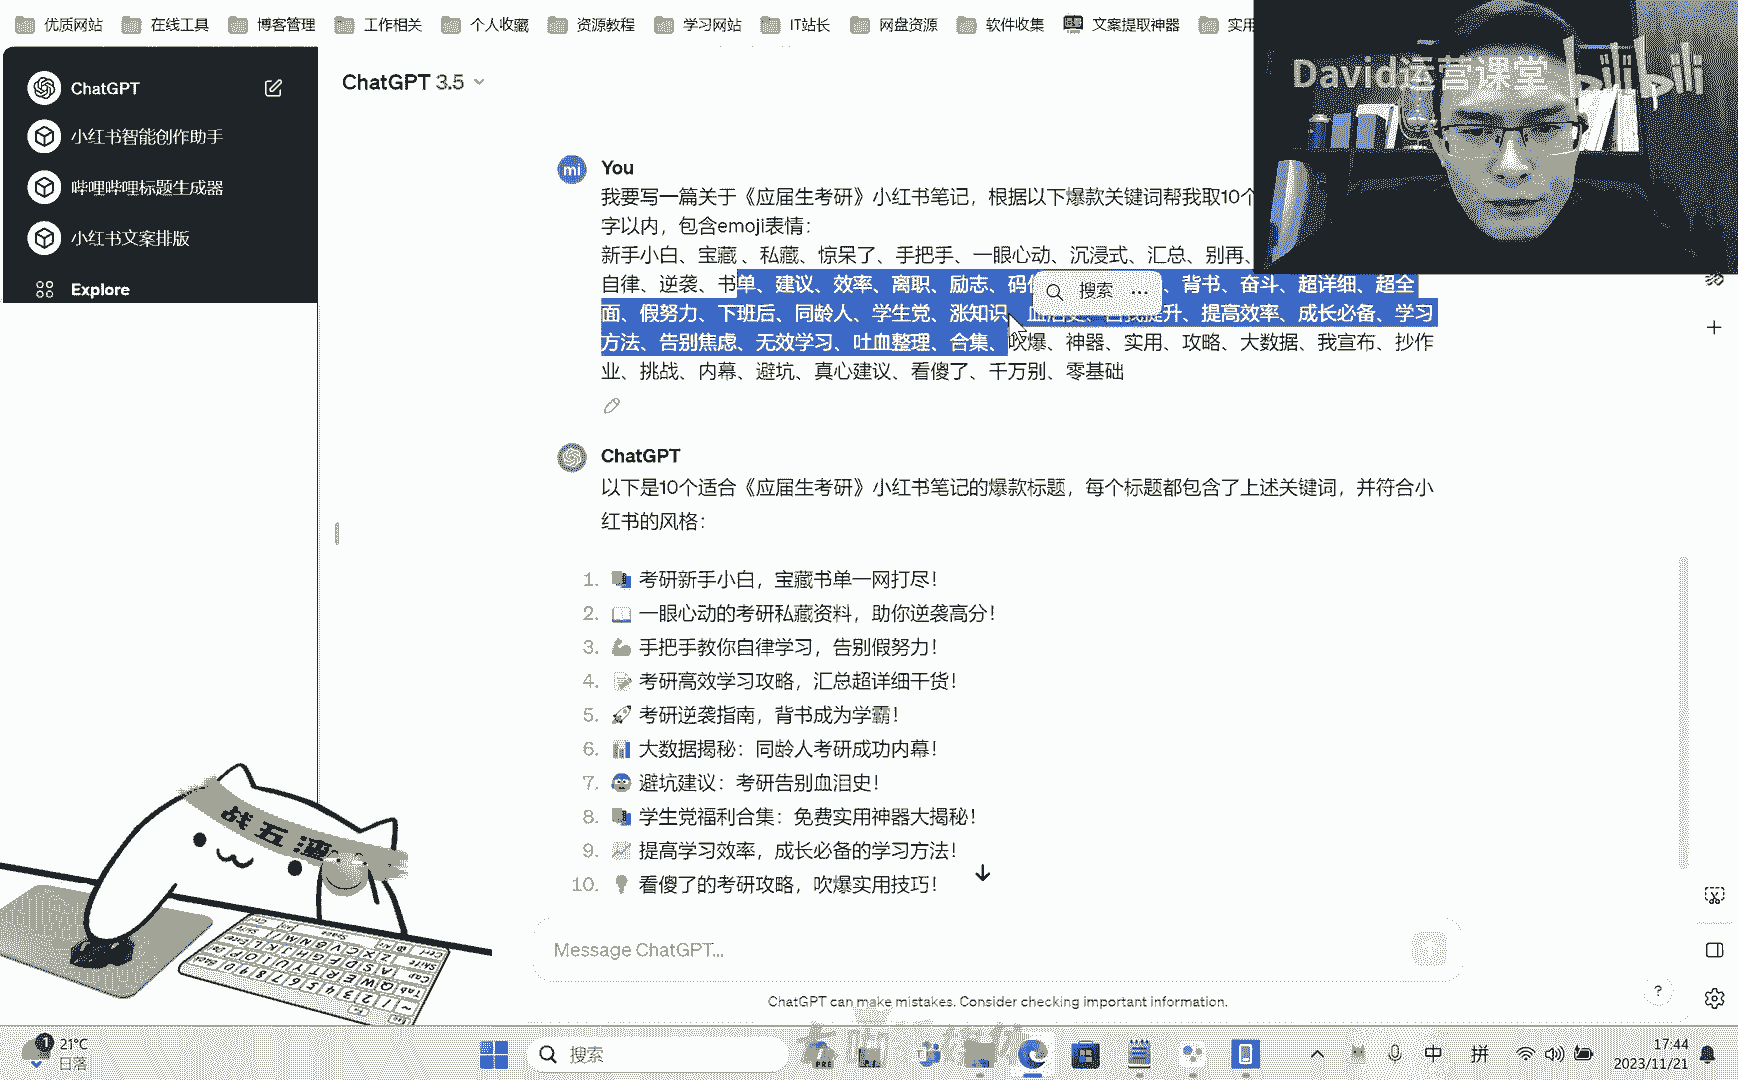 优质网站 在线工具 博客管理 工作相关 个人收藏 资源教程 学习网站 IT站长 网盘资源 软件收集 文案提取神器 实用
David运营课堂 bilibili
ChatGPT
小红书智能创作助手
哔哩哔哩标题生成器
小红书文案排版
Explore
ChatGPT 3.5
mi You
我要写一篇关于《应届生考研》小红书笔记，根据以下爆款关键词帮我取10个
字以内，包含emoji表情：
新手小白、宝藏、私藏、惊呆了、手把手、一眼心动、沉浸式、汇总、别再、
自律、逆袭、书单、建议、效率、离职、励志、码住、背书、奋斗、超详细、超全
面、假努力、下班后、同龄人、学生党、涨知识、血泪史、自我提升、提高效率、成长必备、学习
方法、告别焦虑、无效学习、吐血整理、合集、吹爆、神器、实用、攻略、大数据、我宣布、抄作
业、挑战、内幕、避坑、真心建议、看傻了、千万别、零基础
搜索 ...
ChatGPT
以下是10个适合《应届生考研》小红书笔记的爆款标题，每个标题都包含了上述关键词，并符合小
红书的风格：
1. 📚 考研新手小白，宝藏书单一网打尽！
2. 📖 一眼心动的考研私藏资料，助你逆袭高分！
3. 💪 手把手教你自律学习，告别假努力！
4. 📝 考研高效学习攻略，汇总超详细干货！
5. 🚀 考研逆袭指南，背书成为学霸！
6. 📊 大数据揭秘：同龄人考研成功内幕！
7. 😨 避坑建议：考研告别血泪史！
8. 📚 学生党福利合集：免费实用神器大揭秘！
9. 📈 提高学习效率，成长必备的学习方法！
10. 💡 看傻了的考研攻略，吹爆实用技巧！
Message ChatGPT...
ChatGPT can make mistakes. Consider checking important information.
?
战五渣
1 21°C
日落
搜索
PRE
中 拼
17:44
2023/11/21